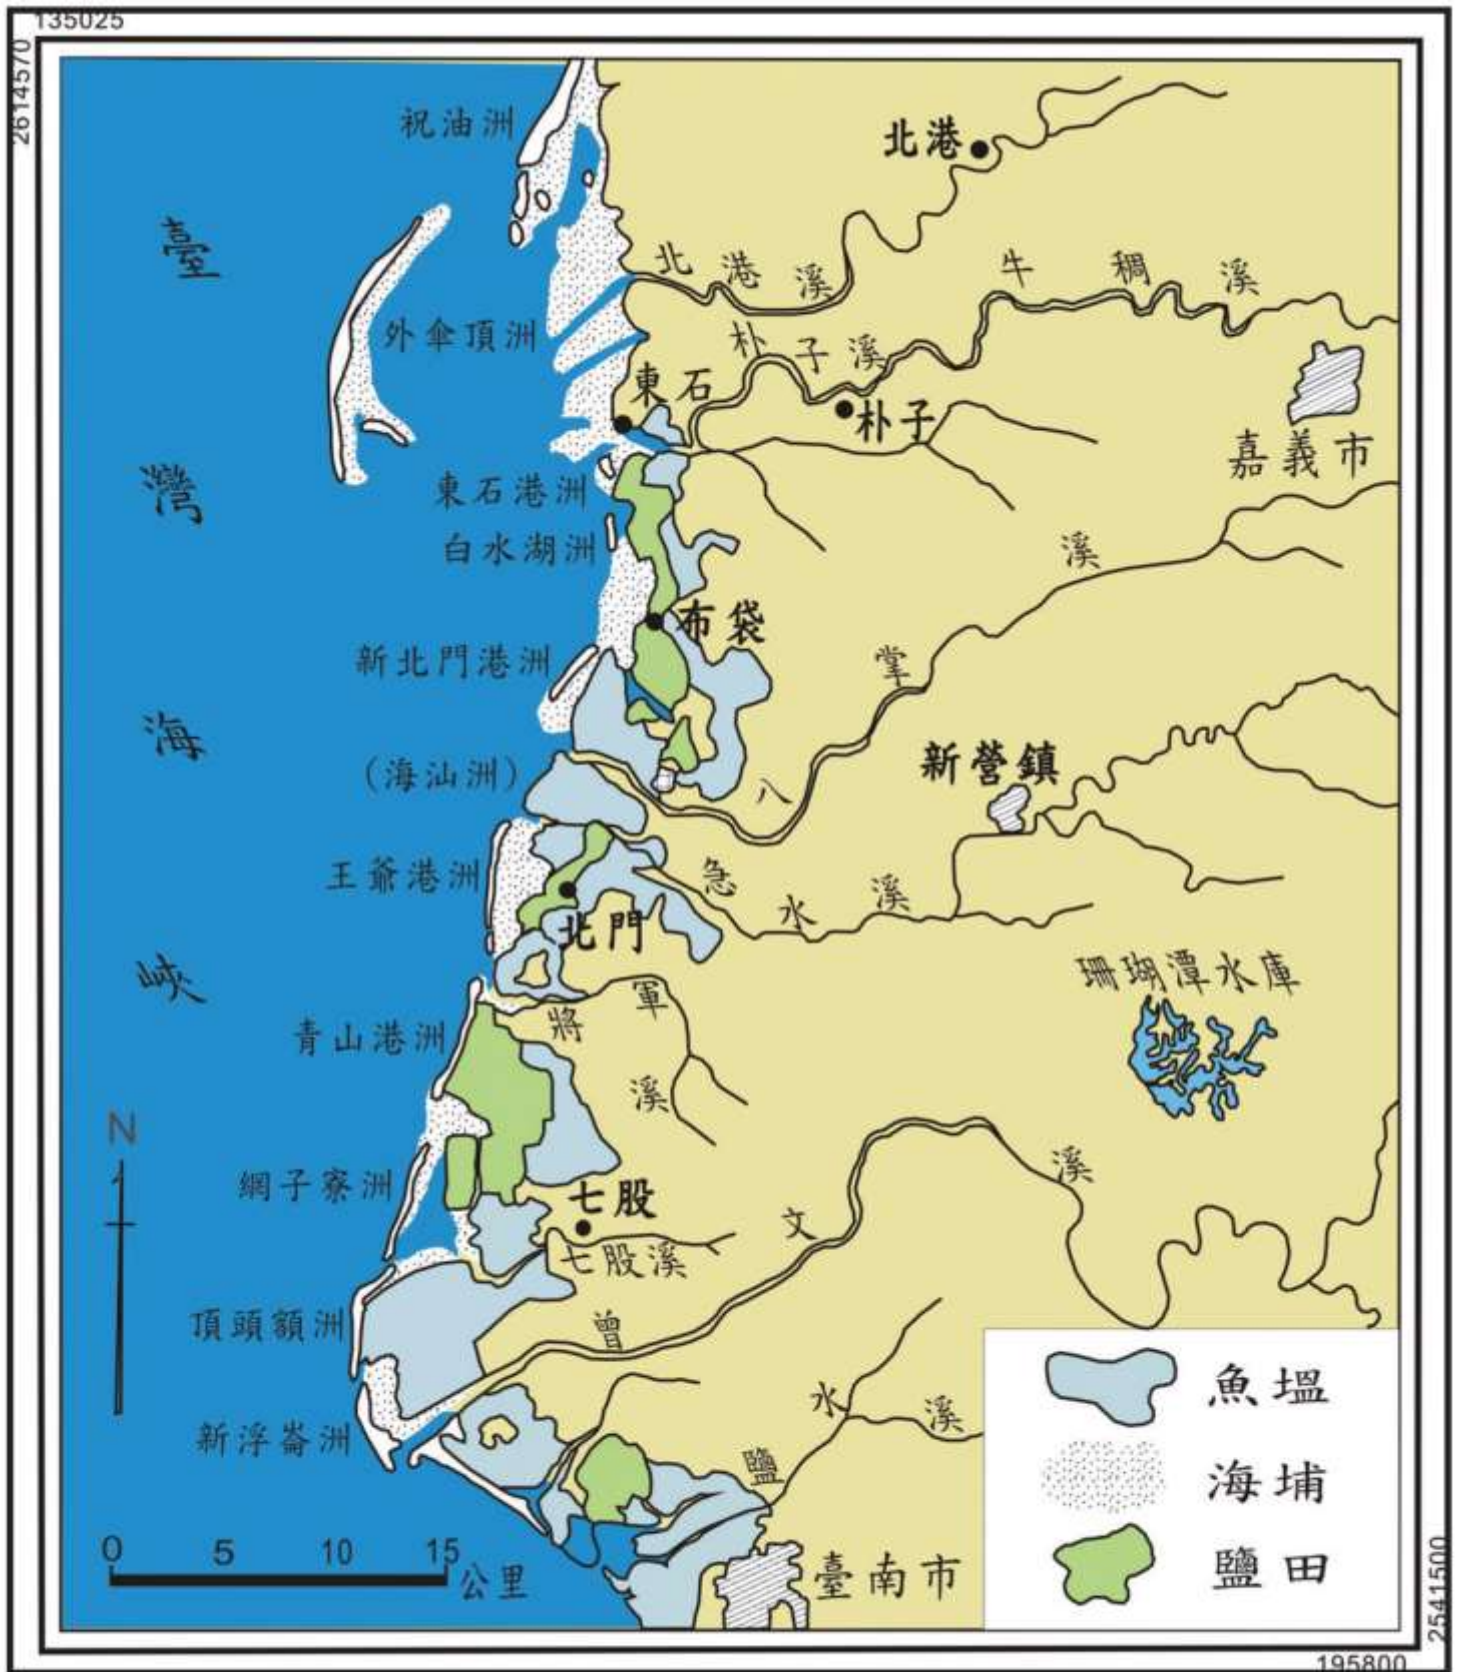 135025
2614570
祝油洲
北港
臺灣海峽
北港溪
牛稠溪
外傘頂洲
朴子溪
東石
朴子
嘉義市
東石港洲
白水湖洲
布袋
新北門港洲
八掌溪
新營鎮
(海汕洲)
王爺港洲
急水溪
北門
珊瑚潭水庫
青山港洲
將軍溪
N
網子寮洲
七股
七股溪
曾文溪
頂頭額洲
新浮崙洲
鹽水溪
魚塭
海埔
鹽田
0 5 10 15
公里
臺南市
2541500
195800